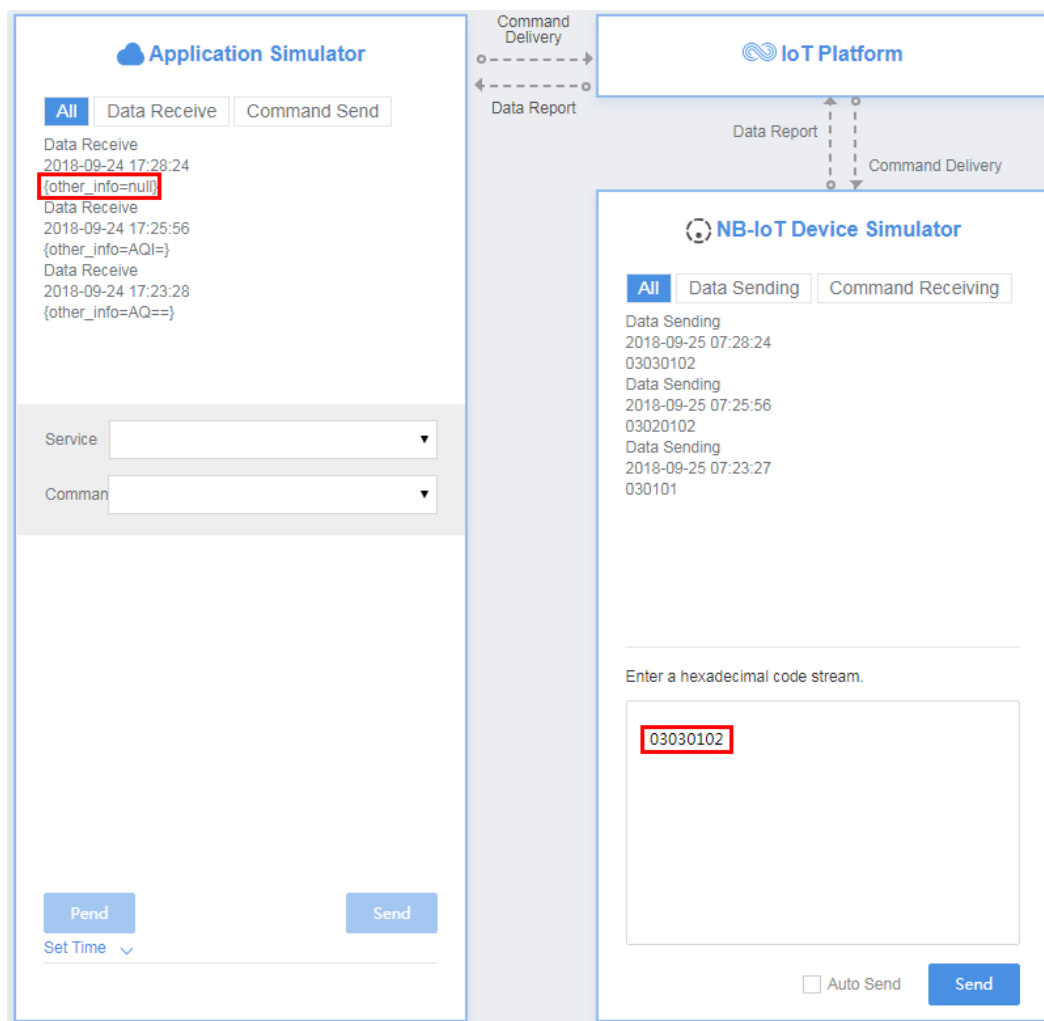 Application Simulator
All Data Receive Command Send
Data Receive
2018-09-24 17:28:24
{other_info=null}
Data Receive
2018-09-24 17:25:56
{other_info=AQI=}
Data Receive
2018-09-24 17:23:28
{other_info=AQ==}
Service
Comman
Pend Send
Set Time
Command
Delivery
Data Report
IoT Platform
Data Report
Command Delivery
NB-IoT Device Simulator
All Data Sending Command Receiving
Data Sending
2018-09-25 07:28:24
03030102
Data Sending
2018-09-25 07:25:56
03020102
Data Sending
2018-09-25 07:23:27
030101
Enter a hexadecimal code stream.
03030102
Auto Send Send